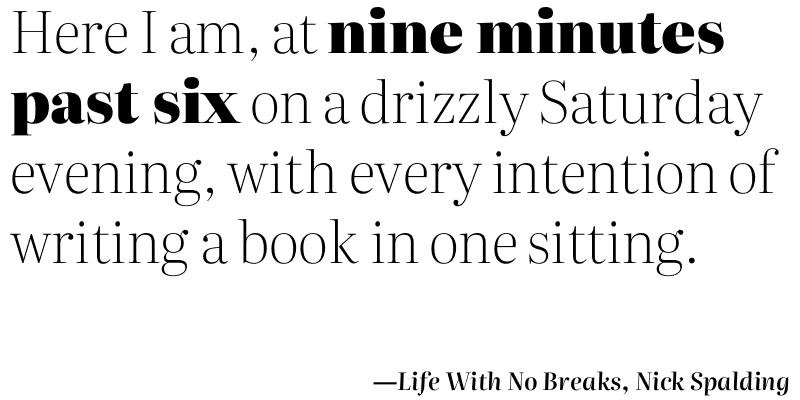 Here I am, at nine minutes
past six on a drizzly Saturday
evening, with every intention of
writing a book in one sitting.
—Life With No Breaks, Nick Spalding